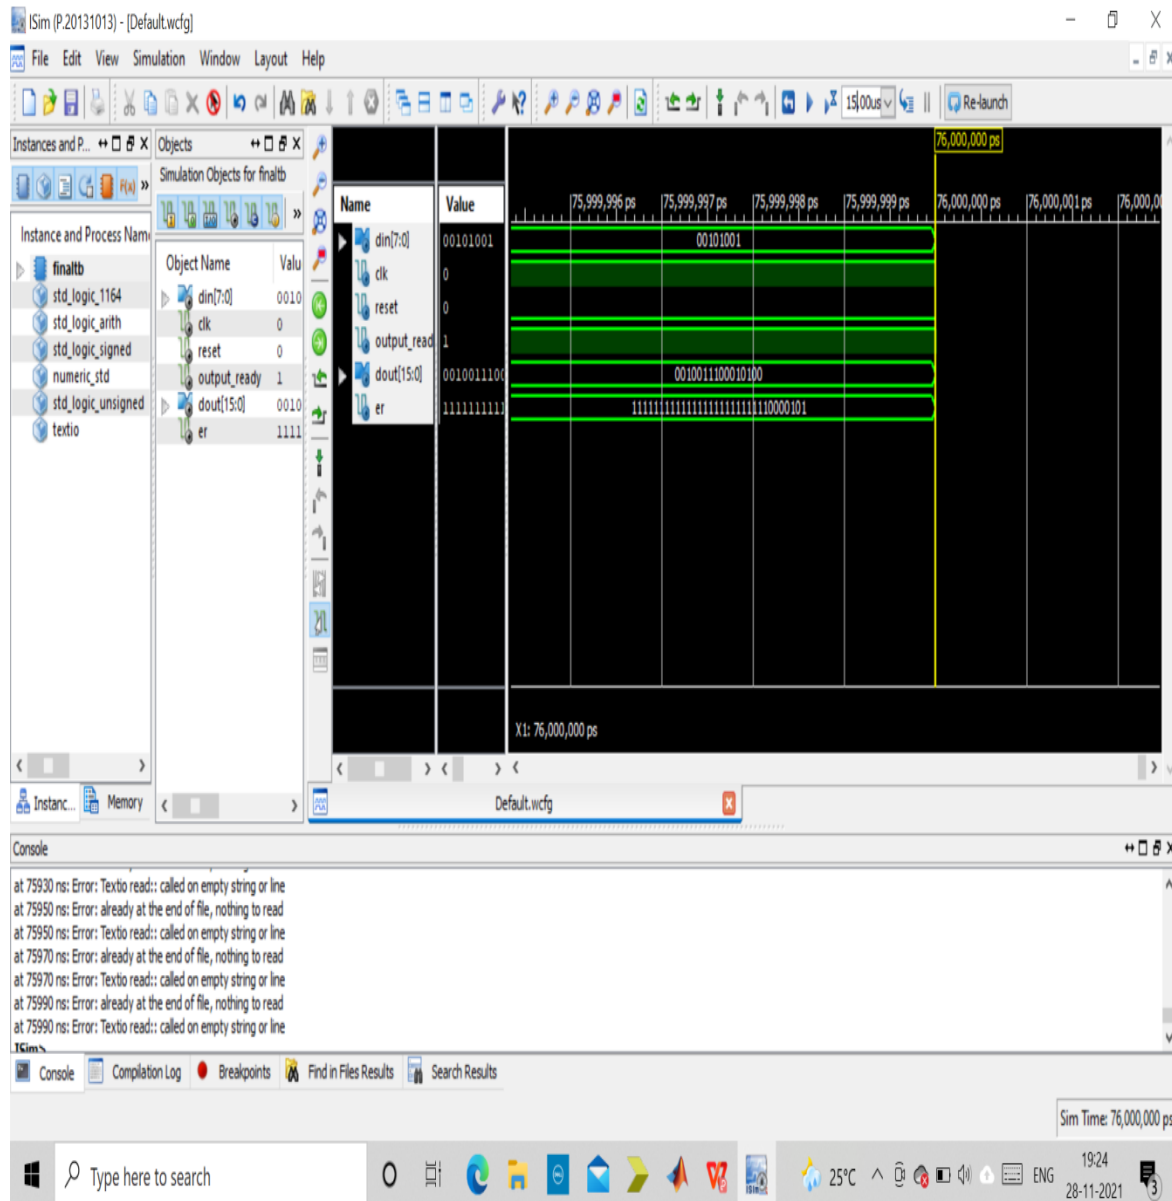 ISim (P.20131013) - [Default.wcfg]
File Edit View Simulation Window Layout Help
15.00us
Re-launch
Instances and P...
Objects
Simulation Objects for finaltb
Instance and Process Name
finaltb
std_logic_1164
std_logic_arith
std_logic_signed
numeric_std
std_logic_unsigned
textio
Object Name Valu
din[7:0] 0010
clk 0
reset 0
output_ready 1
dout[15:0] 0010
er 1111
Name Value
din[7:0] 00101001
clk 0
reset 0
output_read 1
dout[15:0] 0010011100
er 1111111111
76,000,000 ps
75,999,996 ps 75,999,997 ps 75,999,998 ps 75,999,999 ps 76,000,000 ps 76,000,001 ps 76,000,00
00101001
0010011100010100
X1: 76,000,000 ps
Instanc... Memory
Default.wcfg
Console
at 75930 ns: Error: Textio read:: called on empty string or line
at 75950 ns: Error: already at the end of file, nothing to read
at 75950 ns: Error: Textio read:: called on empty string or line
at 75970 ns: Error: already at the end of file, nothing to read
at 75970 ns: Error: Textio read:: called on empty string or line
at 75990 ns: Error: already at the end of file, nothing to read
at 75990 ns: Error: Textio read:: called on empty string or line
ISim>
Console Compilation Log Breakpoints Find in Files Results Search Results
Sim Time: 76,000,000 ps
Type here to search
25°C
ENG
19:24
28-11-2021
3